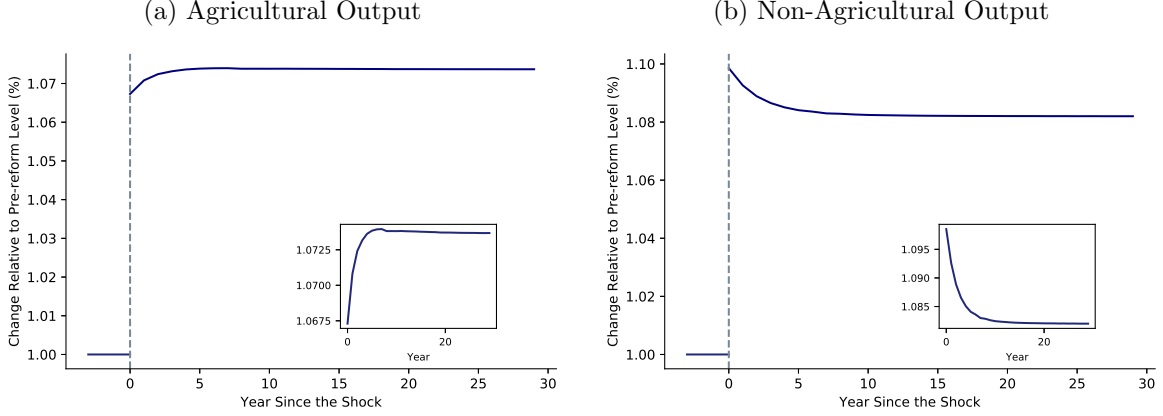 (a) Agricultural Output
Change Relative to Pre-reform Level (%)
1.07
1.06
1.05
1.04
1.03
1.02
1.01
1.00
0 5 10 15 20 25 30
Year Since the Shock
1.0725
1.0700
1.0675
0 20
Year
(b) Non-Agricultural Output
Change Relative to Pre-reform Level (%)
1.10
1.08
1.06
1.04
1.02
1.00
0 5 10 15 20 25 30
Year Since the Shock
1.095
1.090
1.085
0 20
Year